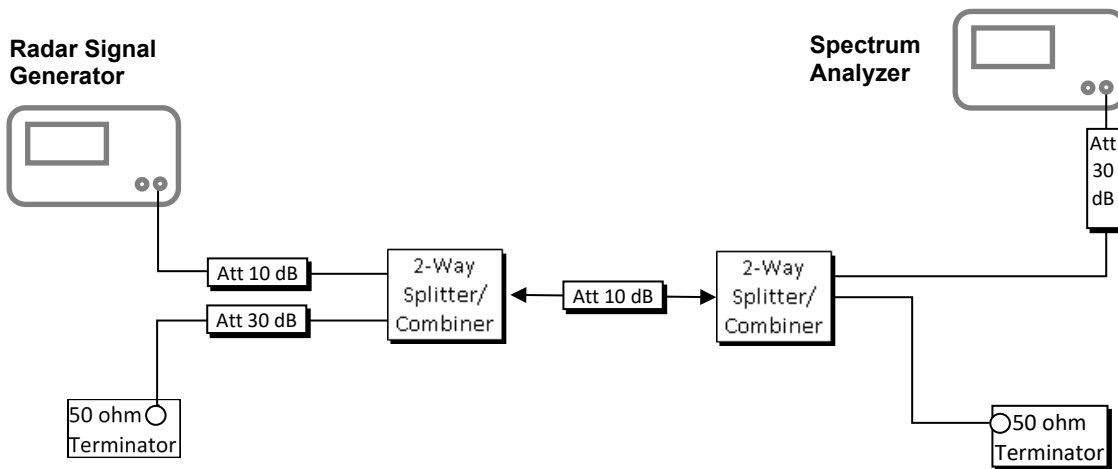 Radar Signal
Generator
Spectrum
Analyzer
Att
30
dB
Att 10 dB
2-Way
Splitter/
Combiner
Att 10 dB
2-Way
Splitter/
Combiner
Att 30 dB
50 ohm
Terminator
50 ohm
Terminator